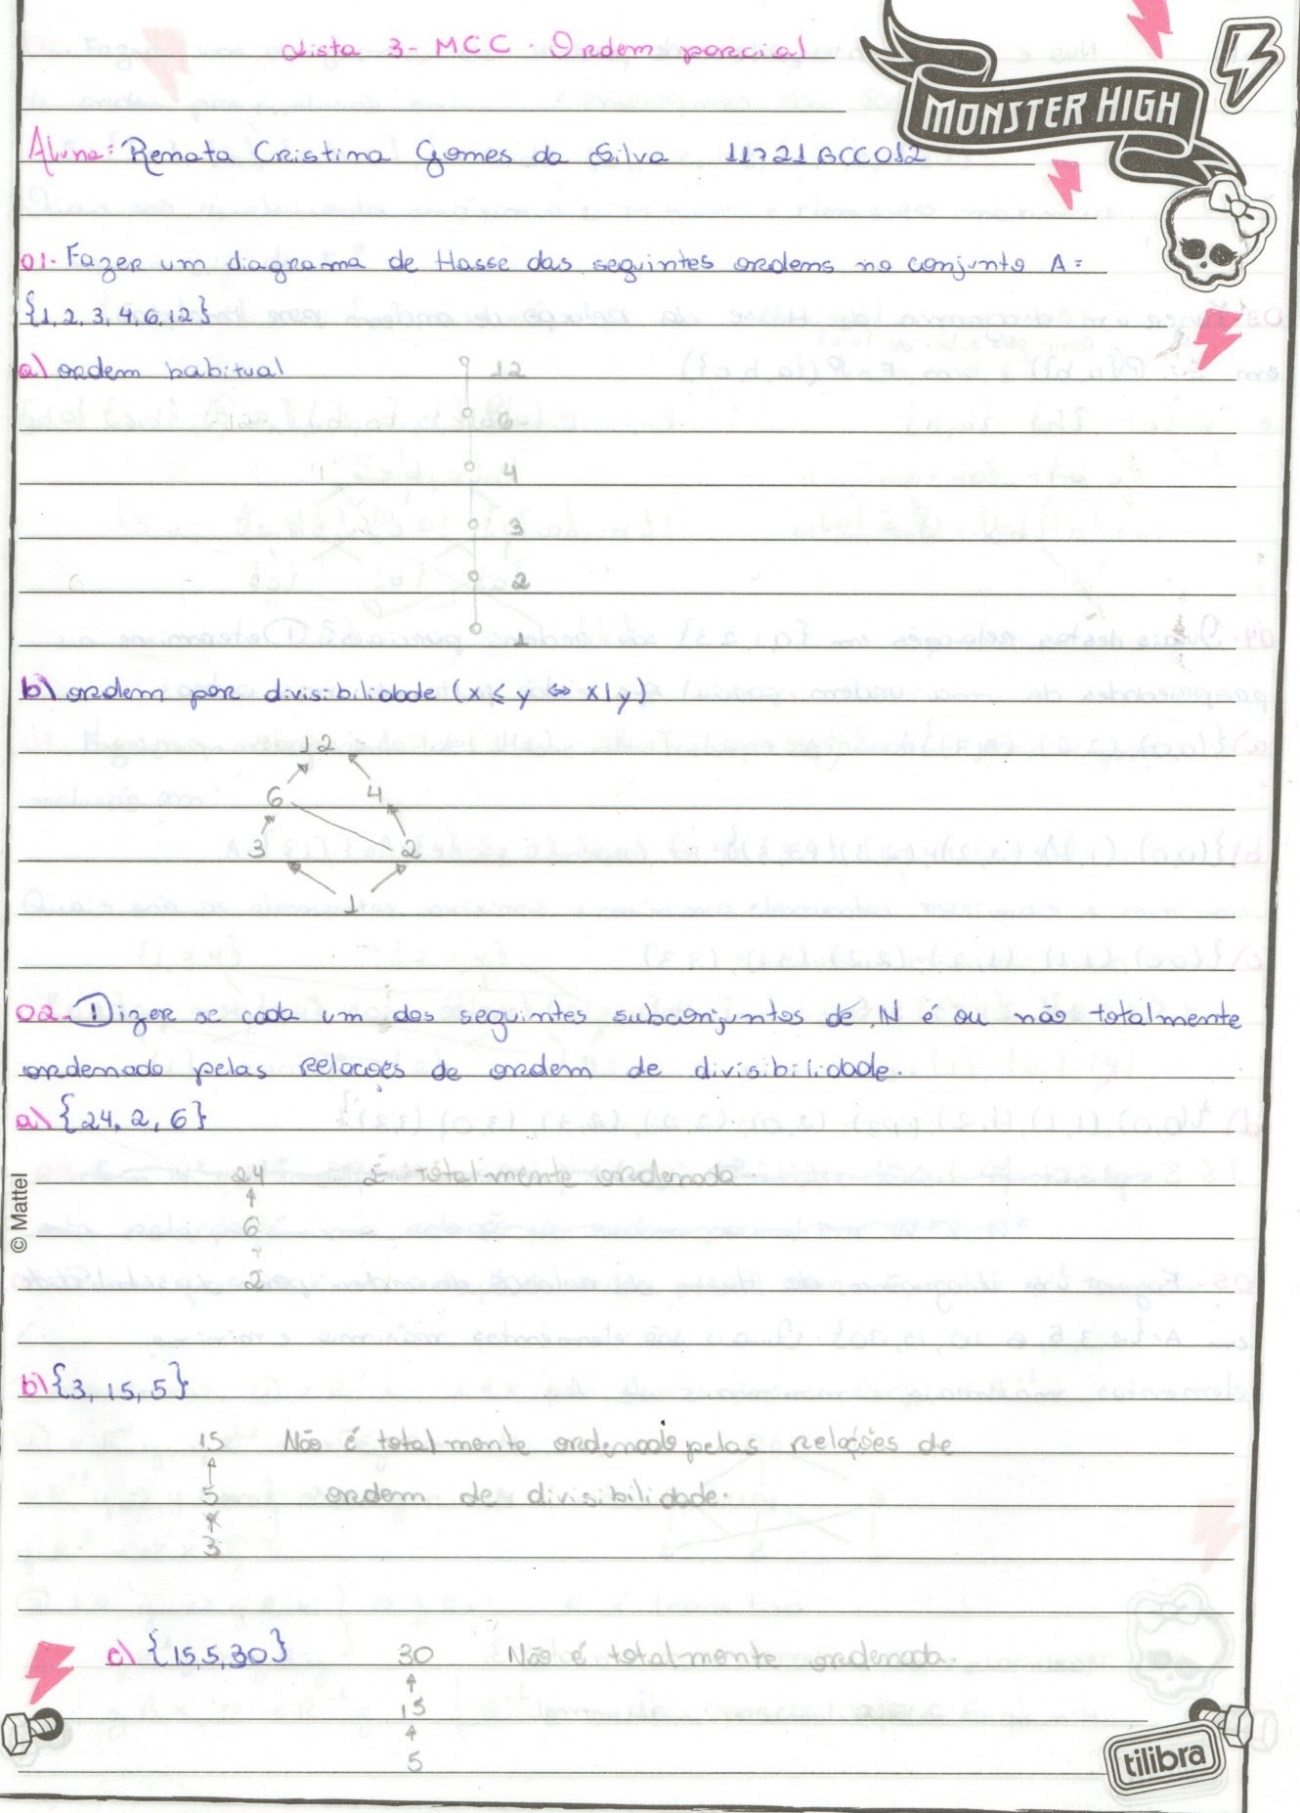 Lista 3 - MCC - Ordem parcial
MONSTER HIGH
Aluna: Renata Cristina Gomes da Silva 11721BCC012
01- Fazer um diagrama de Hasse das seguintes ordens no conjunto A=
{1,2,3,4,6,12}
a) ordem habitual
12
6
4
3
2
1
b) ordem por divisibilidade (x ≤ y ⇔ x|y)
12
6 4
3 2
1
02- Dizer se cada um dos seguintes subconjuntos de N é ou não totalmente
ordenado pelas relações de ordem de divisibilidade.
a) {24, 2, 6}
24 É totalmente ordenado.
6
2
© Mattel
b) {3, 15, 5}
15 Não é totalmente ordenado pelas relações de
5 ordem de divisibilidade.
3
c) {15,5,30} 30 Não é totalmente ordenado.
15
5
tilibra